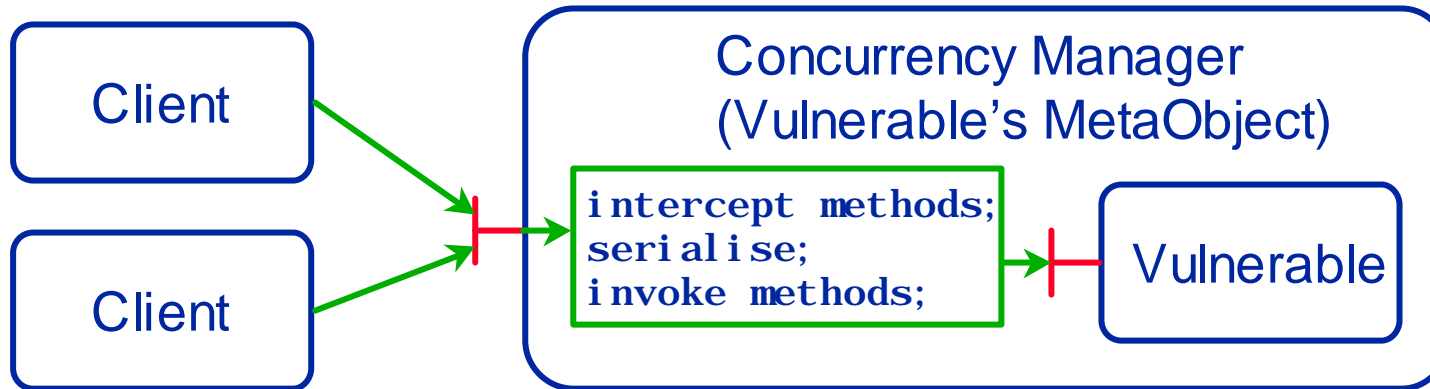 Client
Client
Concurrency Manager
(Vulnerable's MetaObject)
intercept methods;
serialise;
invoke methods;
Vulnerable